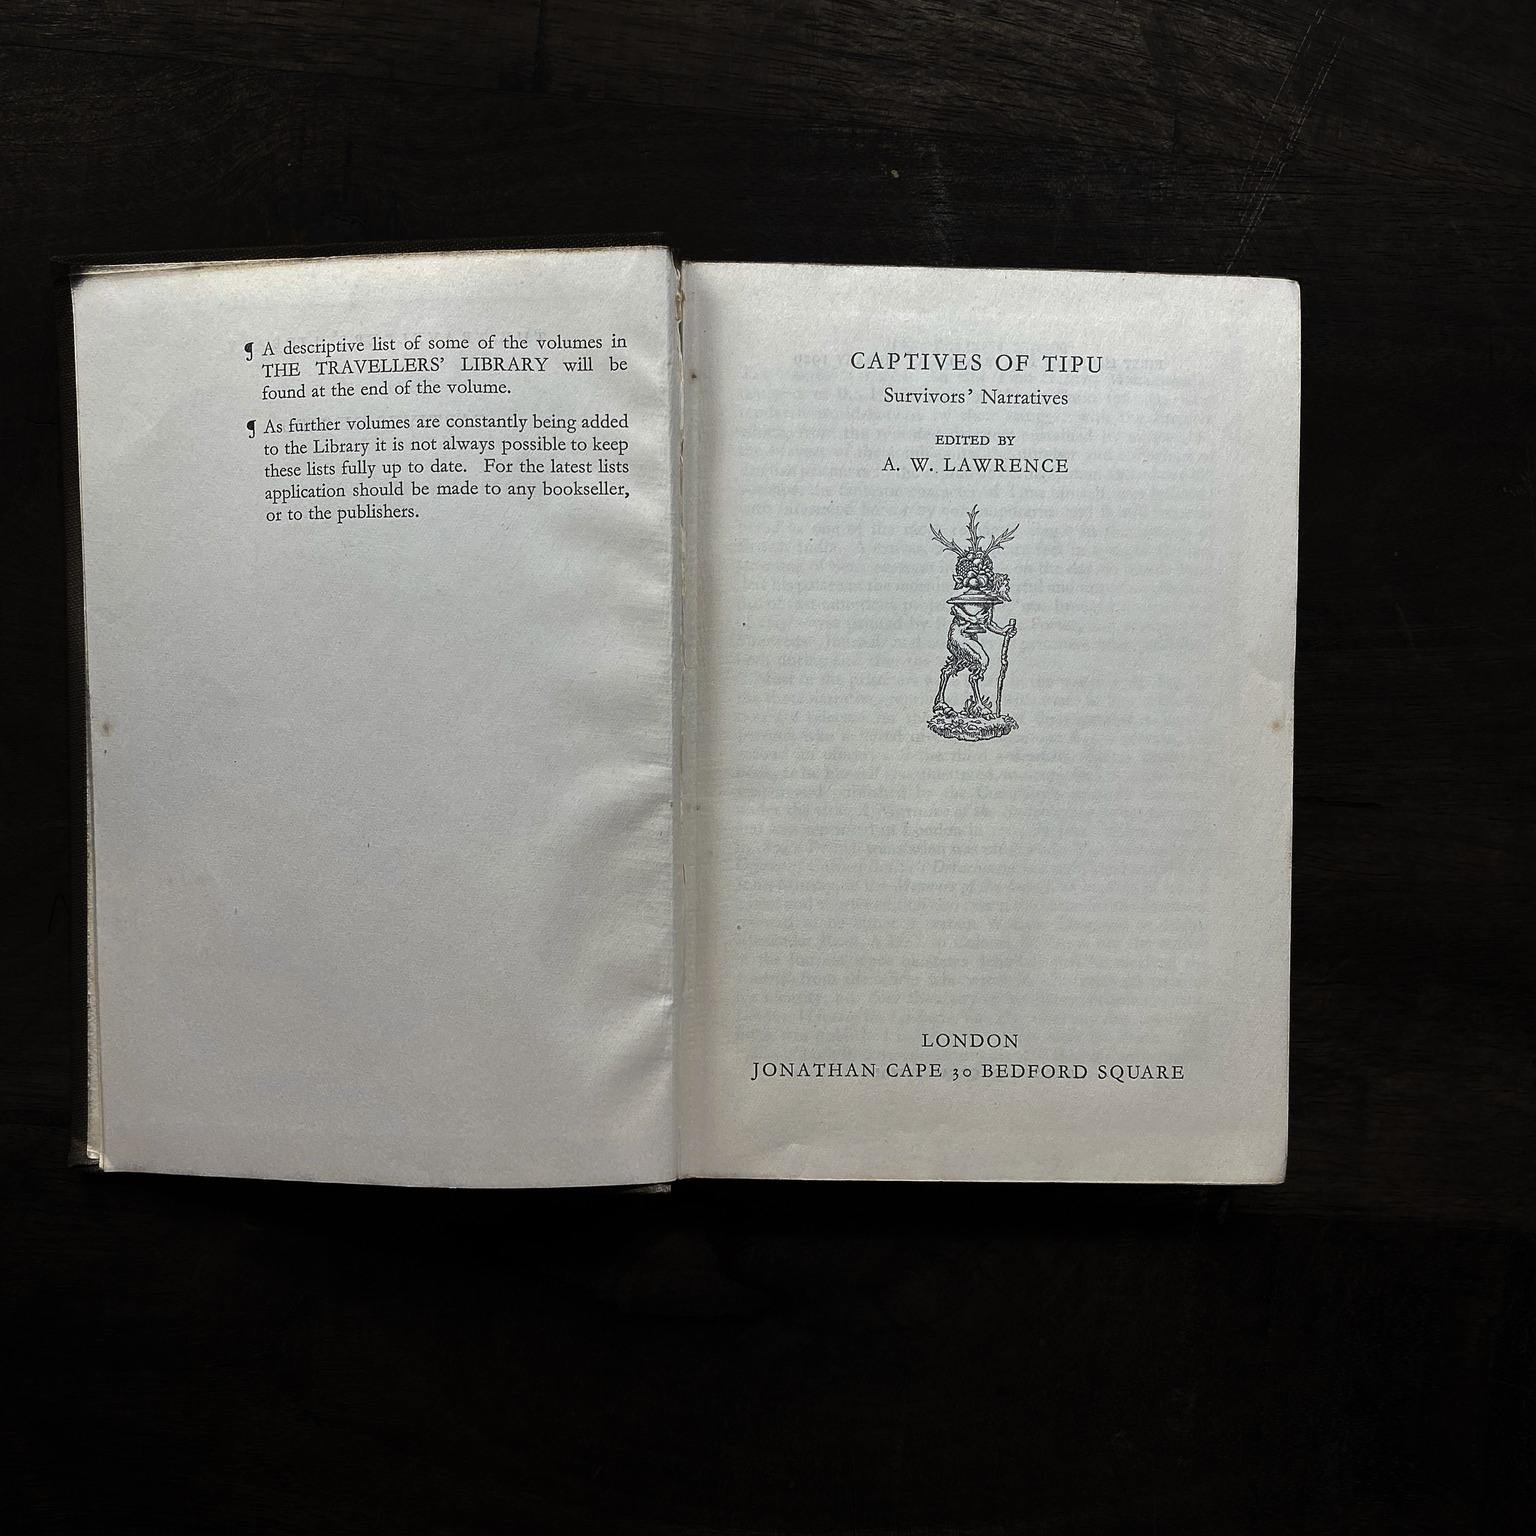 ¶ A descriptive list of some of the volumes in
THE TRAVELLERS' LIBRARY will be
found at the end of the volume.
¶ As further volumes are constantly being added
to the Library it is not always possible to keep
these lists fully up to date. For the latest lists
application should be made to any bookseller,
or to the publishers.
CAPTIVES OF TIPU
Survivors' Narratives
EDITED BY
A. W. LAWRENCE
LONDON
JONATHAN CAPE 30 BEDFORD SQUARE